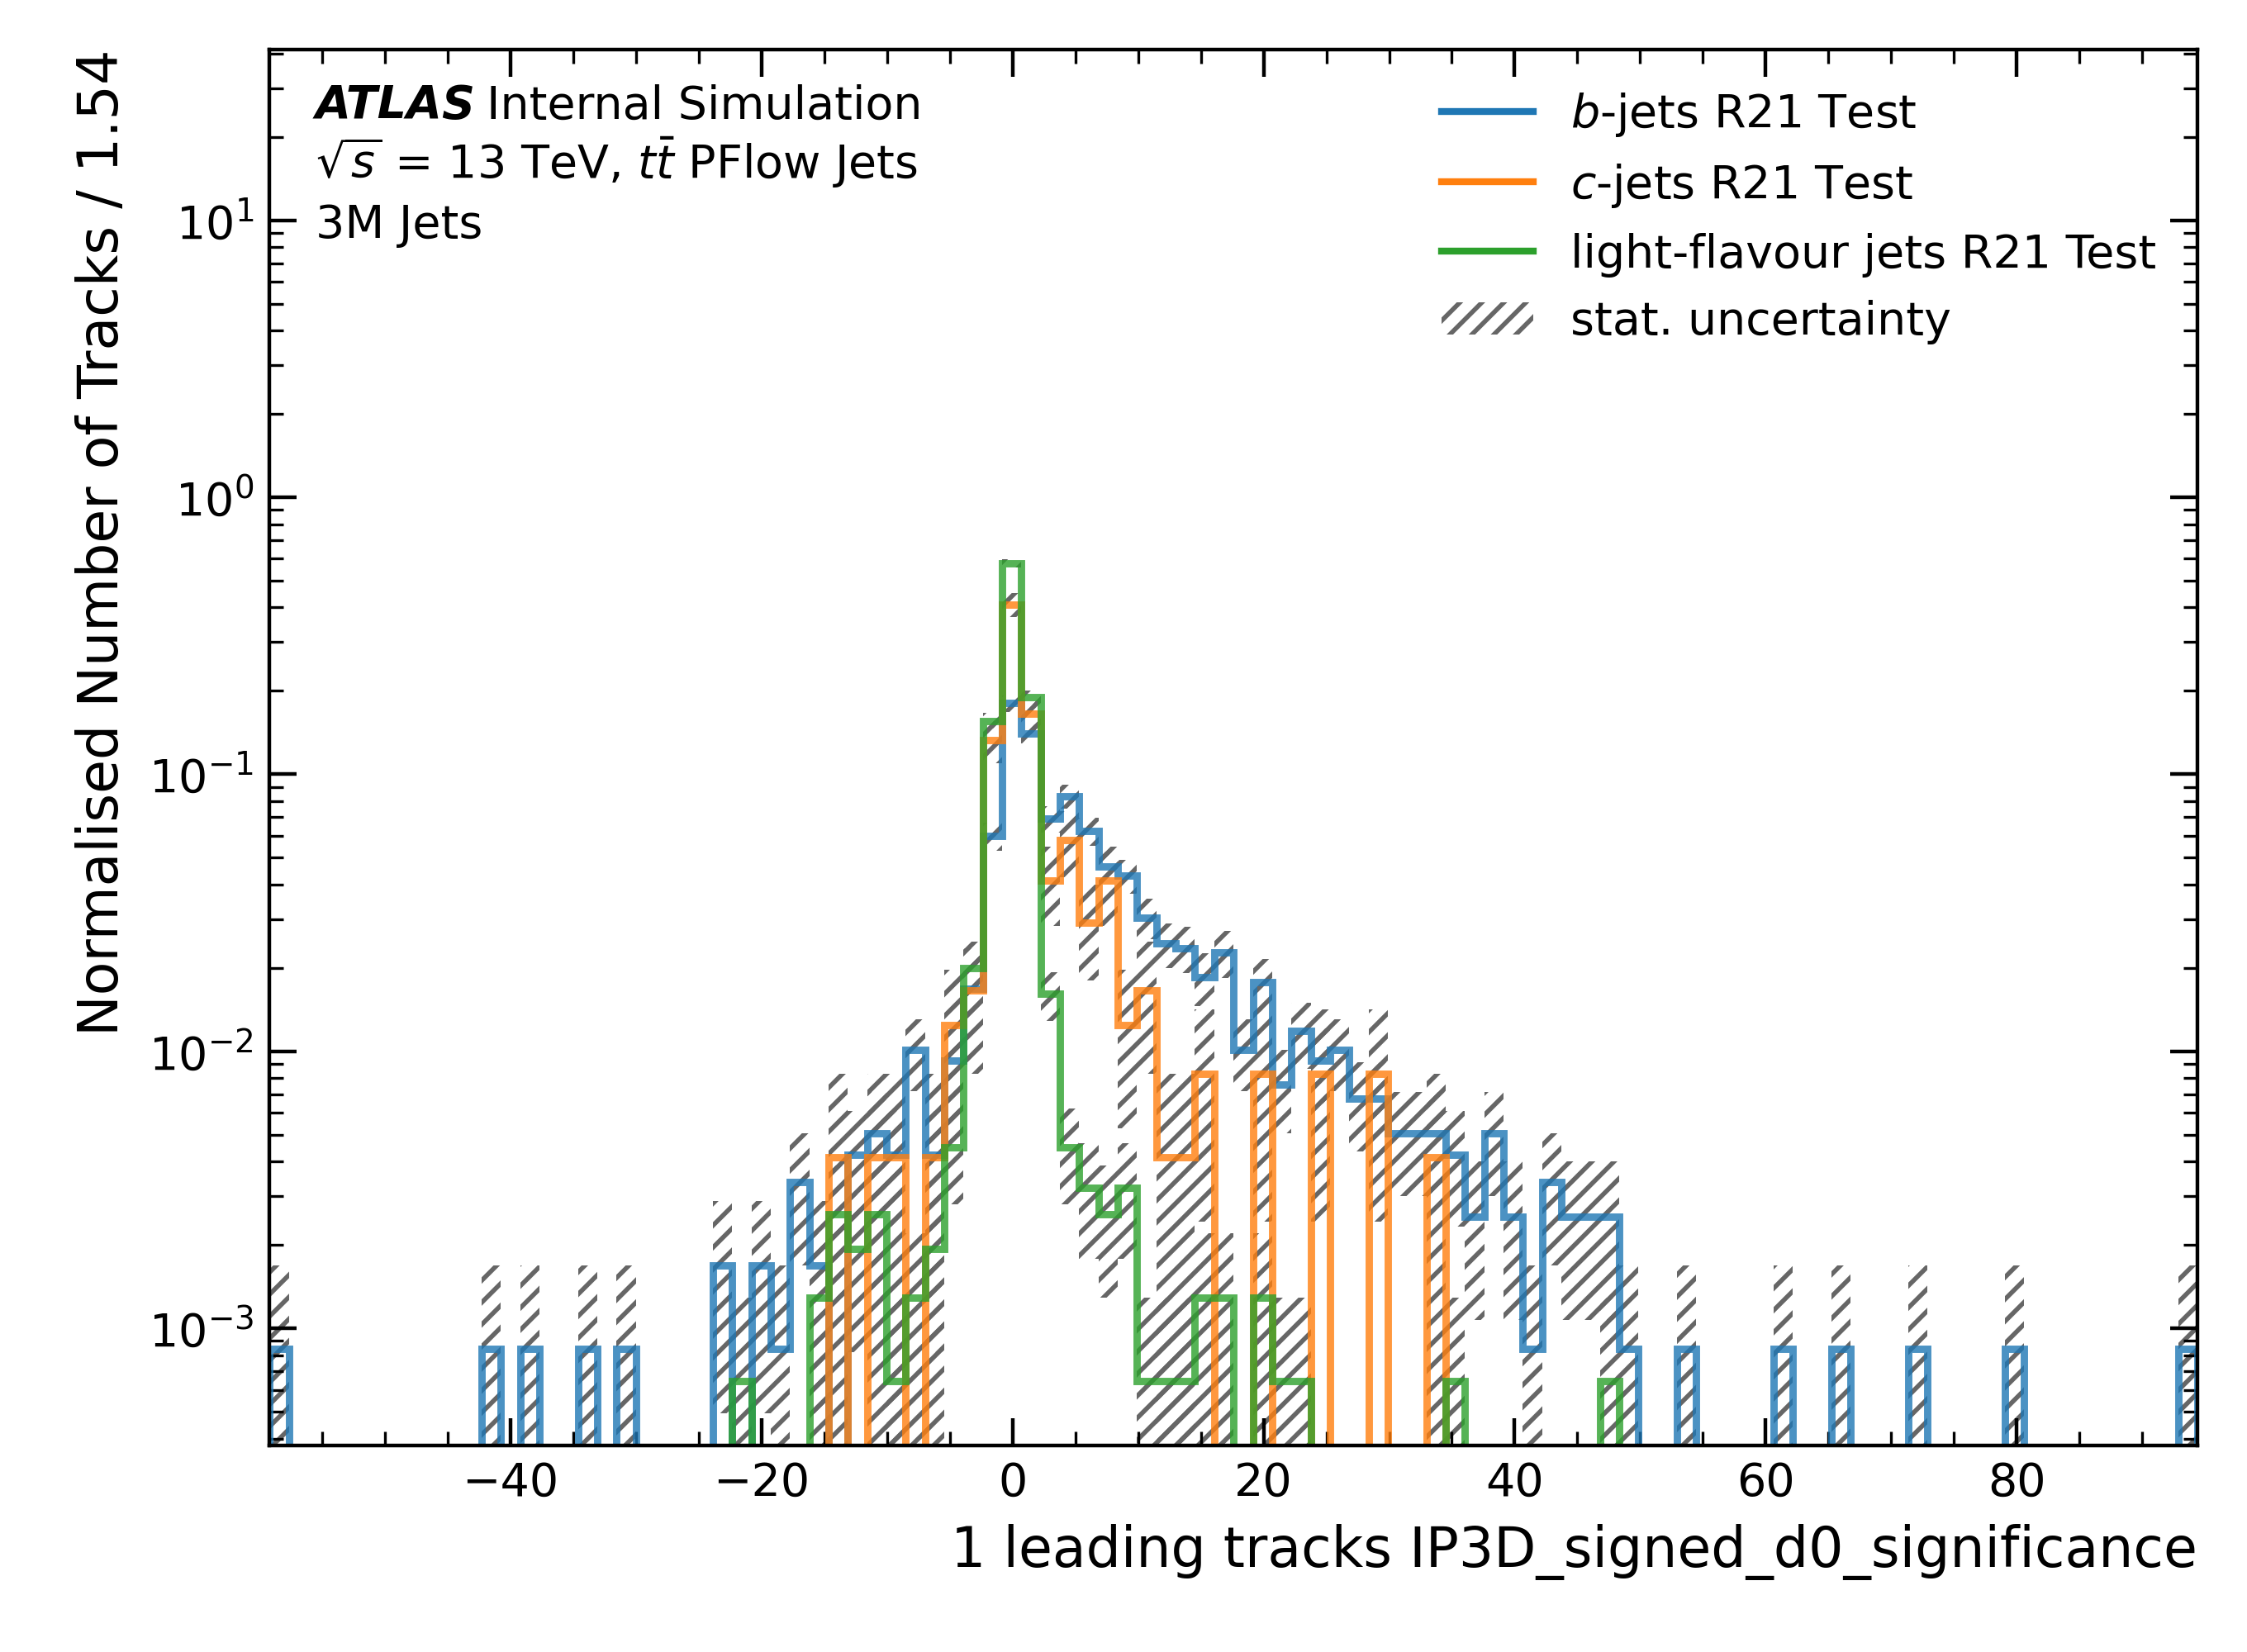 ATLAS Internal Simulation
√s = 13 TeV, tt̄ PFlow Jets
3M Jets
b-jets R21 Test
c-jets R21 Test
light-flavour jets R21 Test
stat. uncertainty
Normalised Number of Tracks / 1.54
10¹
10⁰
10⁻¹
10⁻²
10⁻³
−40 −20 0 20 40 60 80
1 leading tracks IP3D_signed_d0_significance